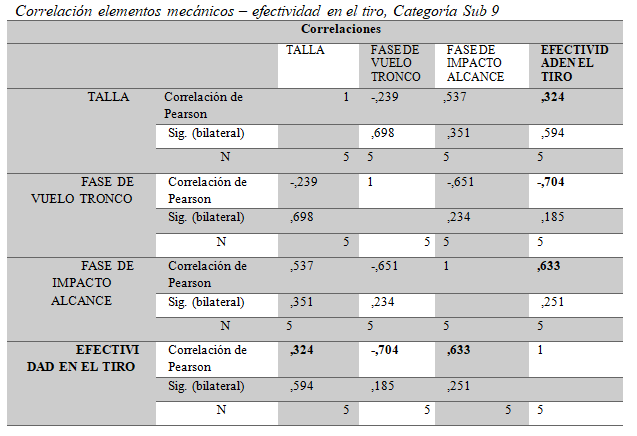 Correlación elementos mecánicos – efectividad en el tiro, Categoría Sub 9
Correlaciones
TALLA FASE DE VUELO TRONCO FASE DE IMPACTO ALCANCE EFECTIVID ADEN EL TIRO
TALLA Correlación de Pearson 1 -,239 ,537 ,324
Sig. (bilateral) ,698 ,351 ,594
N 5 5 5 5
FASE DE VUELO TRONCO Correlación de Pearson -,239 1 -,651 -,704
Sig. (bilateral) ,698 ,234 ,185
N 5 5 5 5
FASE DE IMPACTO ALCANCE Correlación de Pearson ,537 -,651 1 ,633
Sig. (bilateral) ,351 ,234 ,251
N 5 5 5 5
EFECTIVI DAD EN EL TIRO Correlación de Pearson ,324 -,704 ,633 1
Sig. (bilateral) ,594 ,185 ,251
N 5 5 5 5